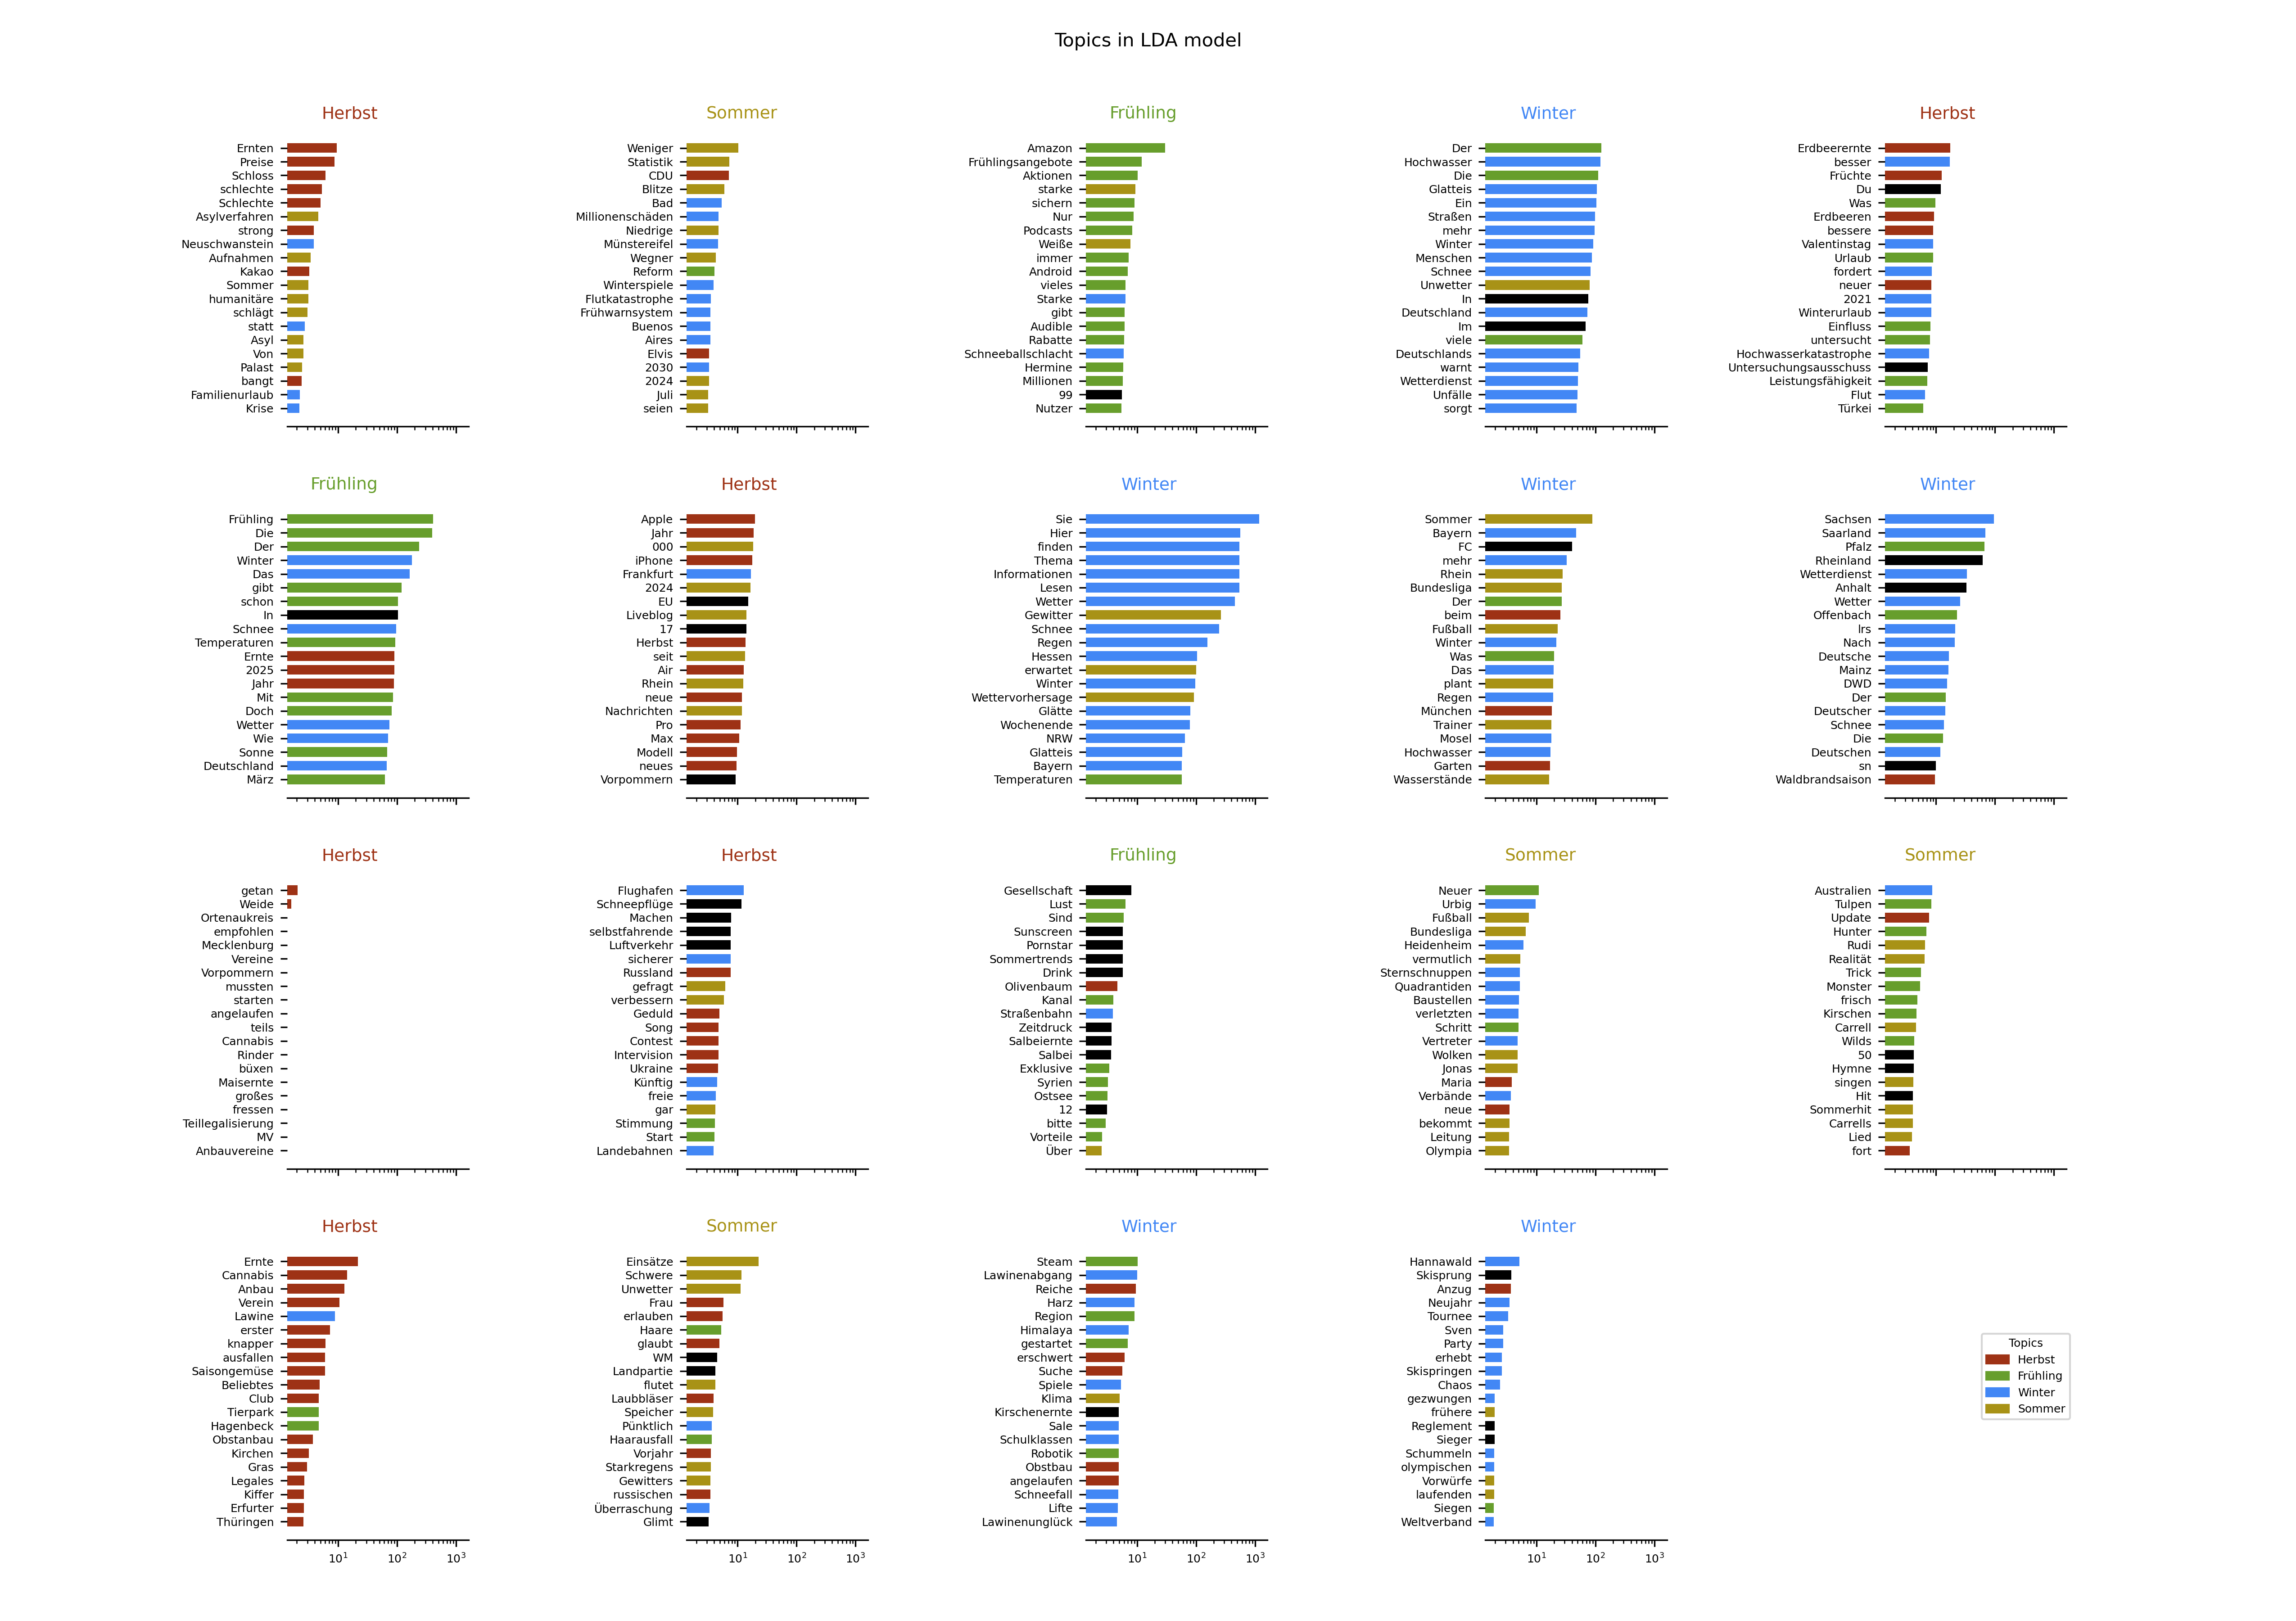 Topics in LDA model
Herbst
Ernten
Preise
Schloss
schlechte
Schlechte
Asylverfahren
strong
Neuschwanstein
Aufnahmen
Kakao
Sommer
humanitäre
schlägt
statt
Asyl
Von
Palast
bangt
Familienurlaub
Krise
Sommer
Weniger
Statistik
CDU
Blitze
Bad
Millionenschäden
Niedrige
Münstereifel
Wegner
Reform
Winterspiele
Flutkatastrophe
Frühwarnsystem
Buenos
Aires
Elvis
2030
2024
Juli
seien
Frühling
Amazon
Frühlingsangebote
Aktionen
starke
sichern
Nur
Podcasts
Weiße
immer
Android
vieles
Starke
gibt
Audible
Rabatte
Schneeballschlacht
Hermine
Millionen
99
Nutzer
Winter
Der
Hochwasser
Die
Glatteis
Ein
Straßen
mehr
Winter
Menschen
Schnee
Unwetter
In
Deutschland
Im
viele
Deutschlands
warnt
Wetterdienst
Unfälle
sorgt
Herbst
Erdbeerernte
besser
Früchte
Du
Was
Erdbeeren
bessere
Valentinstag
Urlaub
fordert
neuer
2021
Winterurlaub
Einfluss
untersucht
Hochwasserkatastrophe
Untersuchungsausschuss
Leistungsfähigkeit
Flut
Türkei
Frühling
Frühling
Die
Der
Winter
Das
gibt
schon
In
Schnee
Temperaturen
Ernte
2025
Jahr
Mit
Doch
Wetter
Wie
Sonne
Deutschland
März
Herbst
Apple
Jahr
000
iPhone
Frankfurt
2024
EU
Liveblog
17
Herbst
seit
Air
Rhein
neue
Nachrichten
Pro
Max
Modell
neues
Vorpommern
Winter
Sie
Hier
finden
Thema
Informationen
Lesen
Wetter
Gewitter
Schnee
Regen
Hessen
erwartet
Winter
Wettervorhersage
Glätte
Wochenende
NRW
Glatteis
Bayern
Temperaturen
Winter
Sommer
Bayern
FC
mehr
Rhein
Bundesliga
Der
beim
Fußball
Winter
Was
Das
plant
Regen
München
Trainer
Mosel
Hochwasser
Garten
Wasserstände
Winter
Sachsen
Saarland
Pfalz
Rheinland
Wetterdienst
Anhalt
Wetter
Offenbach
lrs
Nach
Deutsche
Mainz
DWD
Der
Deutscher
Schnee
Die
Deutschen
sn
Waldbrandsaison
Herbst
getan
Weide
Ortenaukreis
empfohlen
Mecklenburg
Vereine
Vorpommern
mussten
starten
angelaufen
teils
Cannabis
Rinder
büxen
Maisernte
großes
fressen
Teillegalisierung
MV
Anbauvereine
Herbst
Flughafen
Schneepflüge
Machen
selbstfahrende
Luftverkehr
sicherer
Russland
gefragt
verbessern
Geduld
Song
Contest
Intervision
Ukraine
Künftig
freie
gar
Stimmung
Start
Landebahnen
Frühling
Gesellschaft
Lust
Sind
Sunscreen
Pornstar
Sommertrends
Drink
Olivenbaum
Kanal
Straßenbahn
Zeitdruck
Salbeiernte
Salbei
Exklusive
Syrien
Ostsee
12
bitte
Vorteile
Über
Sommer
Neuer
Urbig
Fußball
Bundesliga
Heidenheim
vermutlich
Sternschnuppen
Quadrantiden
Baustellen
verletzten
Schritt
Vertreter
Wolken
Jonas
Maria
Verbände
neue
bekommt
Leitung
Olympia
Sommer
Australien
Tulpen
Update
Hunter
Rudi
Realität
Trick
Monster
frisch
Kirschen
Carrell
Wilds
50
Hymne
singen
Hit
Sommerhit
Carrells
Lied
fort
Herbst
Ernte
Cannabis
Anbau
Verein
Lawine
erster
knapper
ausfallen
Saisongemüse
Beliebtes
Club
Tierpark
Hagenbeck
Obstanbau
Kirchen
Gras
Legales
Kiffer
Erfurter
Thüringen
10¹ 10² 10³
Sommer
Einsätze
Schwere
Unwetter
Frau
erlauben
Haare
glaubt
WM
Landpartie
flutet
Laubbläser
Speicher
Pünktlich
Haarausfall
Vorjahr
Starkregens
Gewitters
russischen
Überraschung
Glimt
10¹ 10² 10³
Winter
Steam
Lawinenabgang
Reiche
Harz
Region
Himalaya
gestartet
erschwert
Suche
Spiele
Klima
Kirschenernte
Sale
Schulklassen
Robotik
Obstbau
angelaufen
Schneefall
Lifte
Lawinenunglück
10¹ 10² 10³
Winter
Hannawald
Skisprung
Anzug
Neujahr
Tournee
Sven
Party
erhebt
Skispringen
Chaos
gezwungen
frühere
Reglement
Sieger
Schummeln
olympischen
Vorwürfe
laufenden
Siegen
Weltverband
10¹ 10² 10³
Topics
Herbst
Frühling
Winter
Sommer